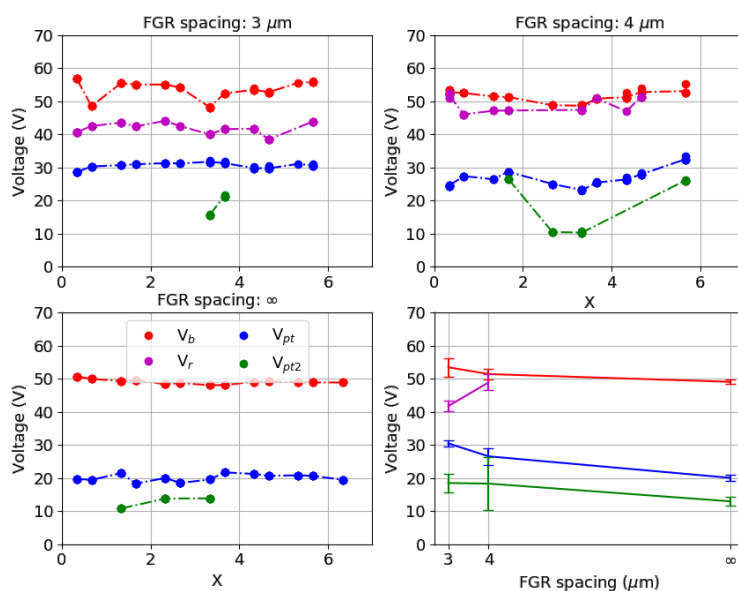 FGR spacing: 3 μm
70
60
50
40
30
20
10
0
Voltage (V)
0 2 4 6
FGR spacing: 4 μm
70
60
50
40
30
20
10
0
Voltage (V)
0 2 4 6
X
FGR spacing: ∞
70
60
50
40
30
20
10
0
Voltage (V)
V_b V_pt
V_r V_pt2
0 2 4 6
X
70
60
50
40
30
20
10
0
Voltage (V)
3 4 ∞
FGR spacing (μm)